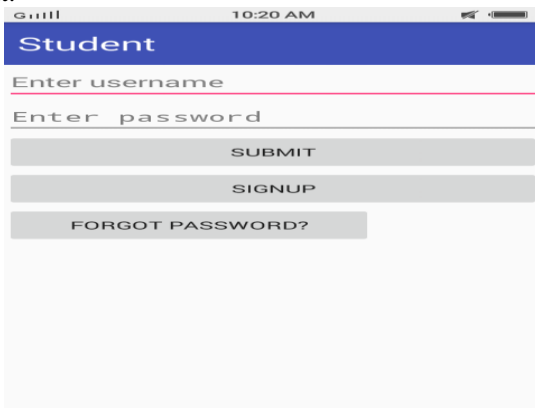 G 10:20 AM
Student
Enter username
Enter password
SUBMIT
SIGNUP
FORGOT PASSWORD?